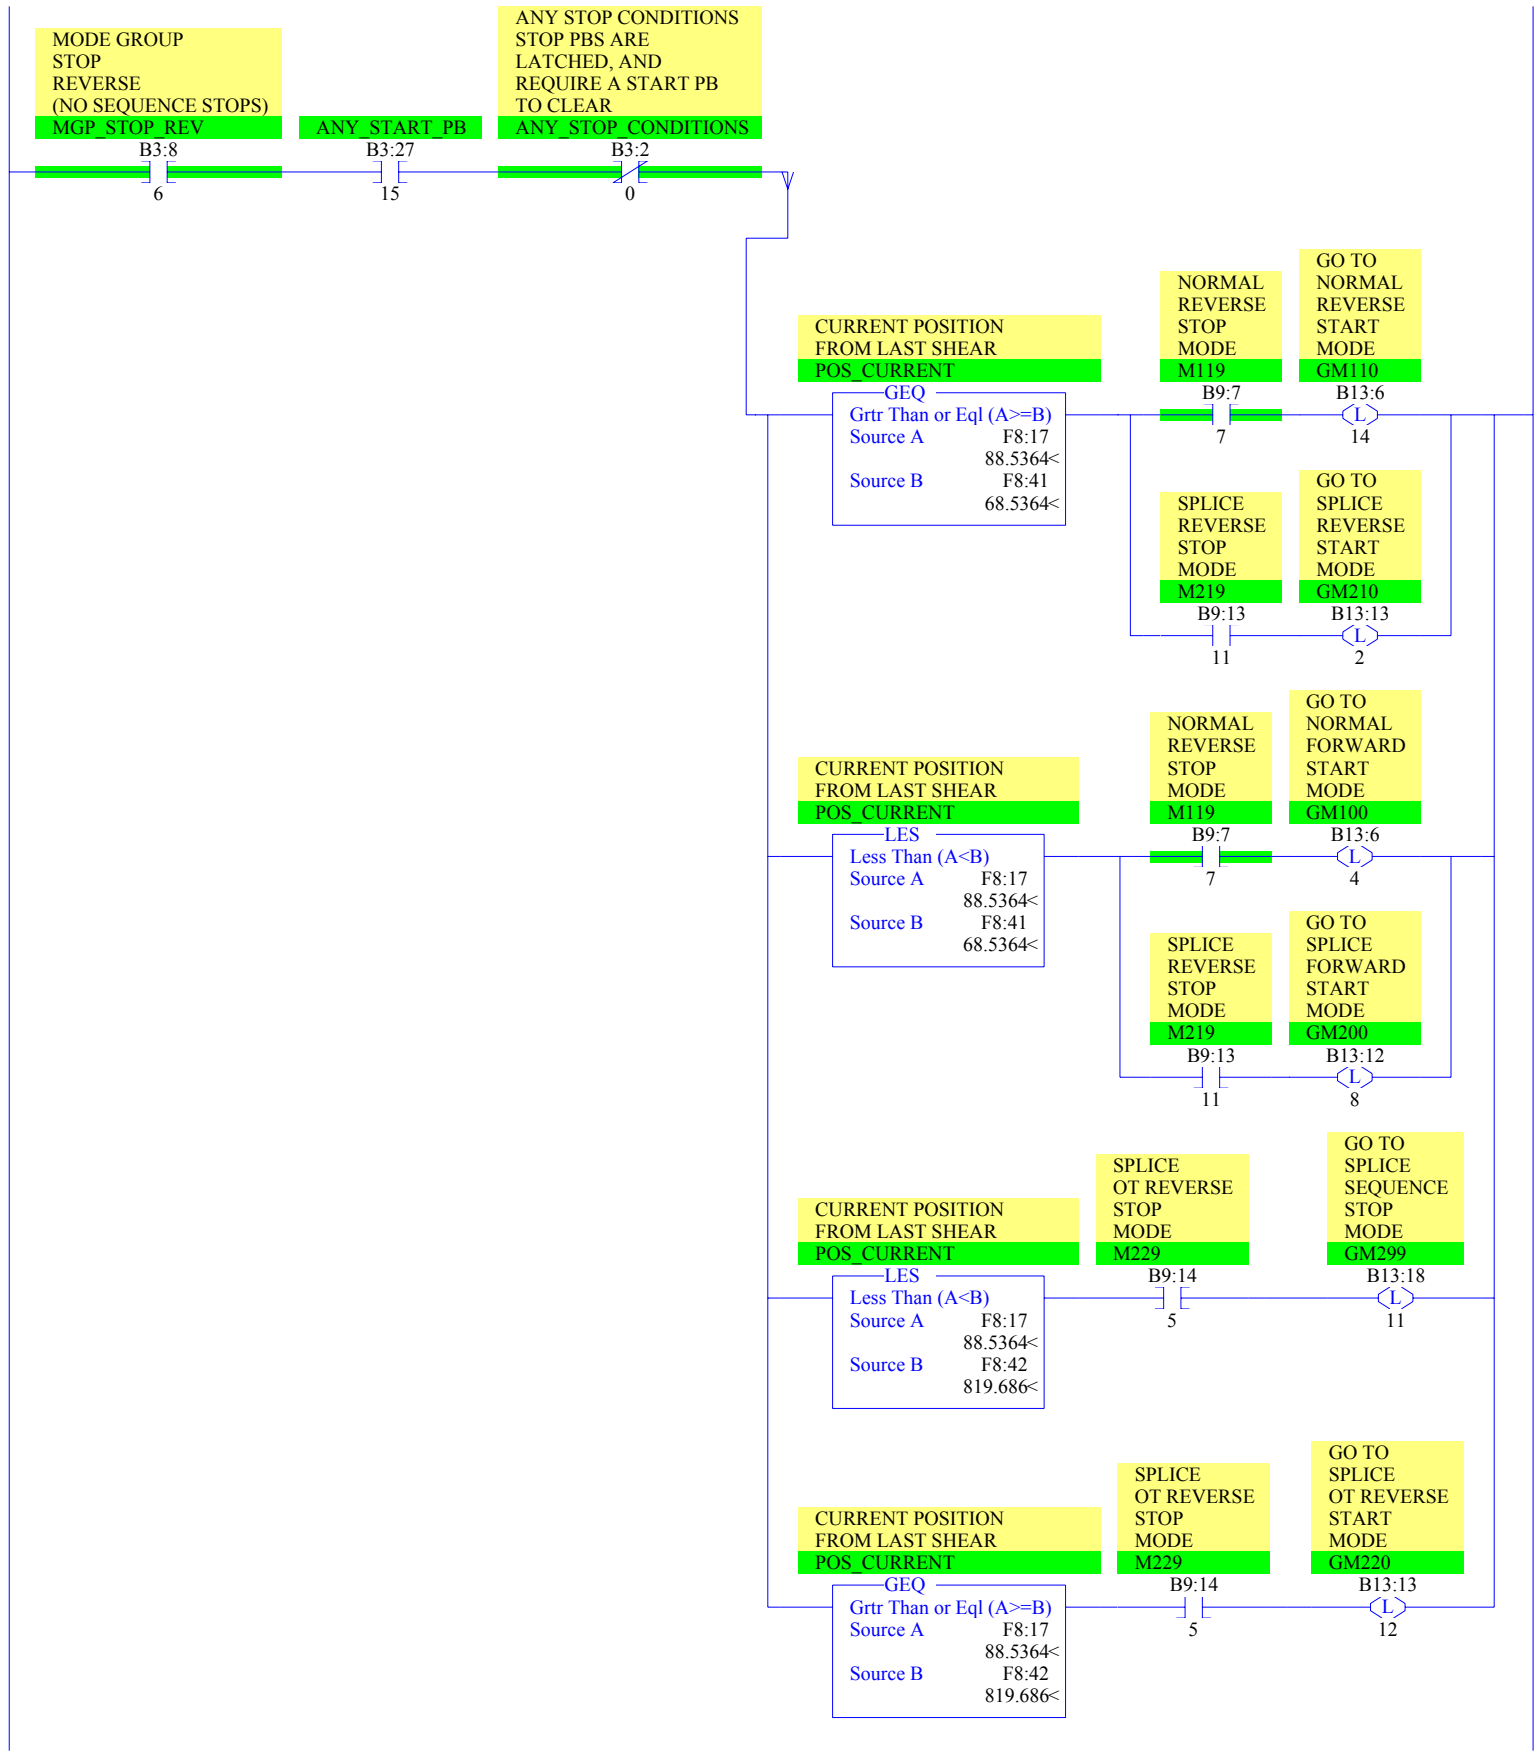 MODE GROUP
STOP
REVERSE
(NO SEQUENCE STOPS)
MGP_STOP_REV
B3:8
6
ANY_START_PB
B3:27
15
ANY STOP CONDITIONS
STOP PBS ARE
LATCHED, AND
REQUIRE A START PB
TO CLEAR
ANY_STOP_CONDITIONS
B3:2
0
CURRENT POSITION
FROM LAST SHEAR
POS_CURRENT
GEQ
Grtr Than or Eql (A>=B)
Source A F8:17
88.5364<
Source B F8:41
68.5364<
NORMAL
REVERSE
STOP
MODE
M119
B9:7
7
GO TO
NORMAL
REVERSE
START
MODE
GM110
B13:6
L
14
SPLICE
REVERSE
STOP
MODE
M219
B9:13
11
GO TO
SPLICE
REVERSE
START
MODE
GM210
B13:13
L
2
CURRENT POSITION
FROM LAST SHEAR
POS_CURRENT
LES
Less Than (A<B)
Source A F8:17
88.5364<
Source B F8:41
68.5364<
NORMAL
REVERSE
STOP
MODE
M119
B9:7
7
GO TO
NORMAL
FORWARD
START
MODE
GM100
B13:6
L
4
SPLICE
REVERSE
STOP
MODE
M219
B9:13
11
GO TO
SPLICE
FORWARD
START
MODE
GM200
B13:12
L
8
CURRENT POSITION
FROM LAST SHEAR
POS_CURRENT
LES
Less Than (A<B)
Source A F8:17
88.5364<
Source B F8:42
819.686<
SPLICE
OT REVERSE
STOP
MODE
M229
B9:14
5
GO TO
SPLICE
SEQUENCE
STOP
MODE
GM299
B13:18
L
11
CURRENT POSITION
FROM LAST SHEAR
POS_CURRENT
GEQ
Grtr Than or Eql (A>=B)
Source A F8:17
88.5364<
Source B F8:42
819.686<
SPLICE
OT REVERSE
STOP
MODE
M229
B9:14
5
GO TO
SPLICE
OT REVERSE
START
MODE
GM220
B13:13
L
12